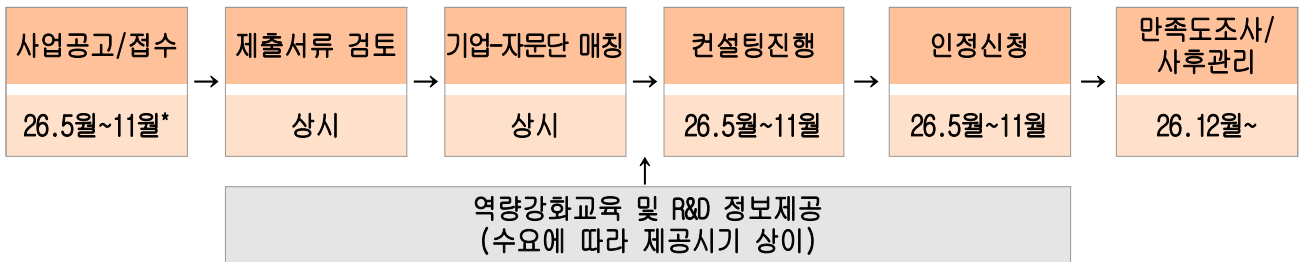 사업공고/접수
26.5월~11월*
→
제출서류 검토
상시
→
기업-자문단 매칭
상시
→
컨설팅진행
26.5월~11월
→
인정신청
26.5월~11월
→
만족도조사/
사후관리
26.12월~
↑
역량강화교육 및 R&D 정보제공
(수요에 따라 제공시기 상이)